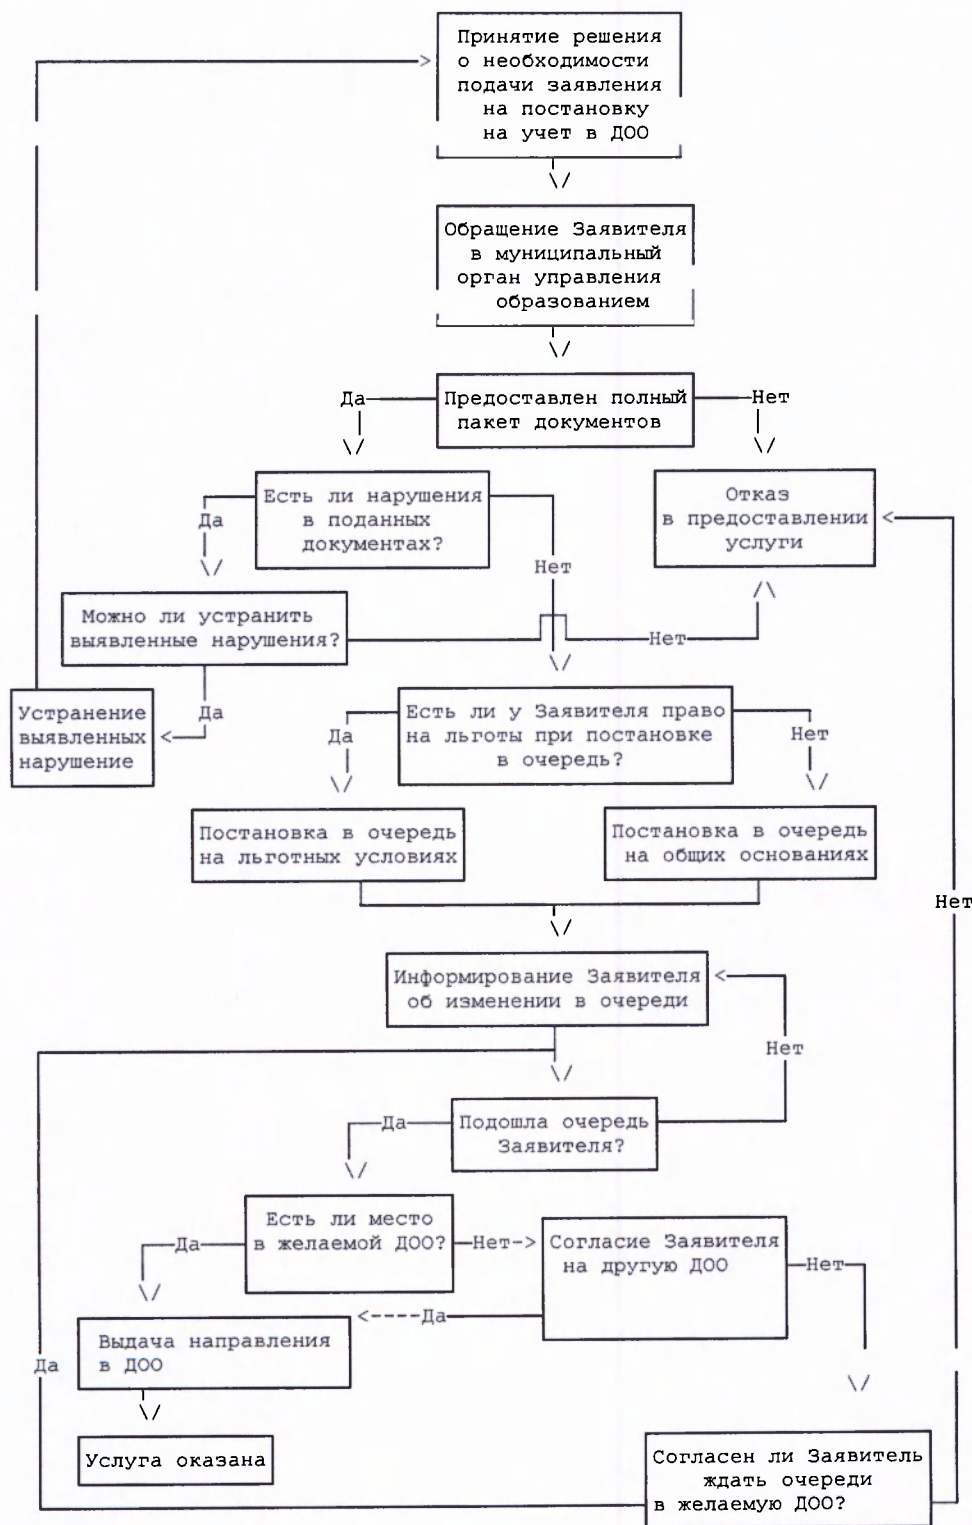 Принятие решения
о необходимости
подачи заявления
на постановку
на учет в ДОО
Обращение Заявителя
в муниципальный
орган управления
образованием
Да
Предоставлен полный
пакет документов
Нет
Есть ли нарушения
в поданных
документах?
Да
Нет
Отказ
в предоставлении
услуги
Можно ли устранить
выявленные нарушения?
Нет
Да
Устранение
выявленных
нарушение
Есть ли у Заявителя право
на льготы при постановке
в очередь?
Да
Нет
Постановка в очередь
на льготных условиях
Постановка в очередь
на общих основаниях
Нет
Информирование Заявителя
об изменении в очереди
Нет
Да
Подошла очередь
Заявителя?
Есть ли место
в желаемой ДОО?
Да
Нет->
Согласие Заявителя
на другую ДОО
Нет
<----Да
Выдача направления
в ДОО
Да
Услуга оказана
Согласен ли Заявитель
ждать очереди
в желаемую ДОО?